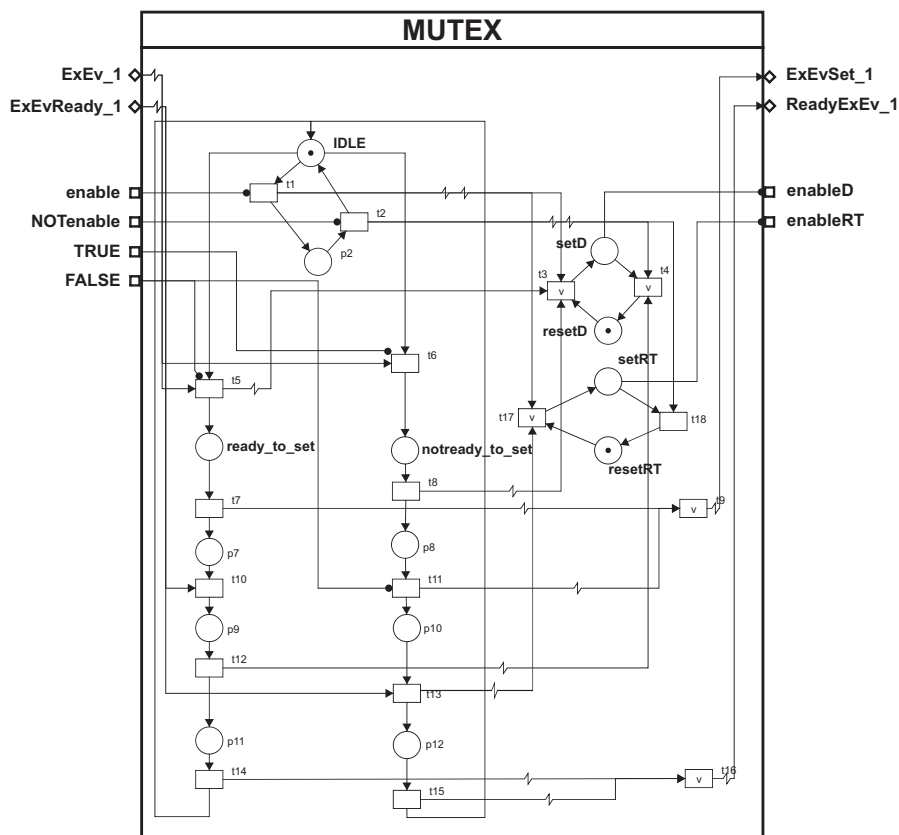 MUTEX
ExEv_1
ExEvSet_1
ExEvReady_1
ReadyExEv_1
IDLE
enable
t1
enableD
NOTenable
t2
enableRT
TRUE
p2
setD
FALSE
t3
t4
v
v
resetD
t6
setRT
t5
t17
v
t18
ready_to_set
notready_to_set
resetRT
t8
t7
t9
v
p7
p8
t10
t11
p9
p10
t12
t13
p11
p12
t14
t16
v
t15